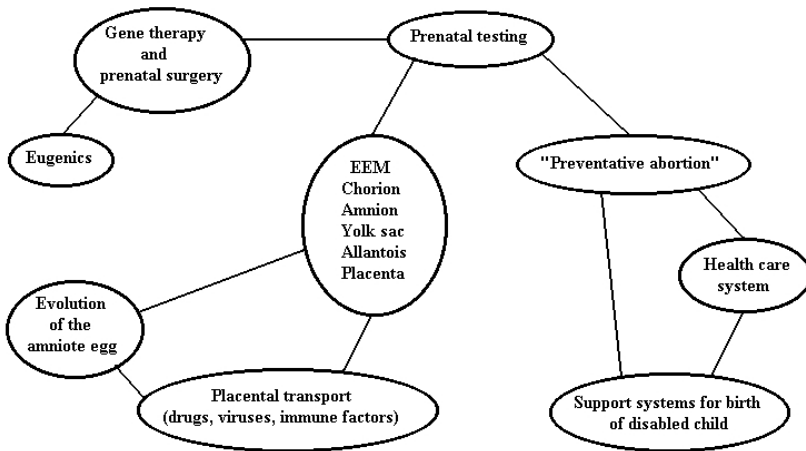 Gene therapy
and
prenatal surgery
Prenatal testing
Eugenics
EEM
Chorion
Amnion
Yolk sac
Allantois
Placenta
"Preventative abortion"
Health care
system
Evolution
of the
amniote egg
Placental transport
(drugs, viruses, immune factors)
Support systems for birth
of disabled child